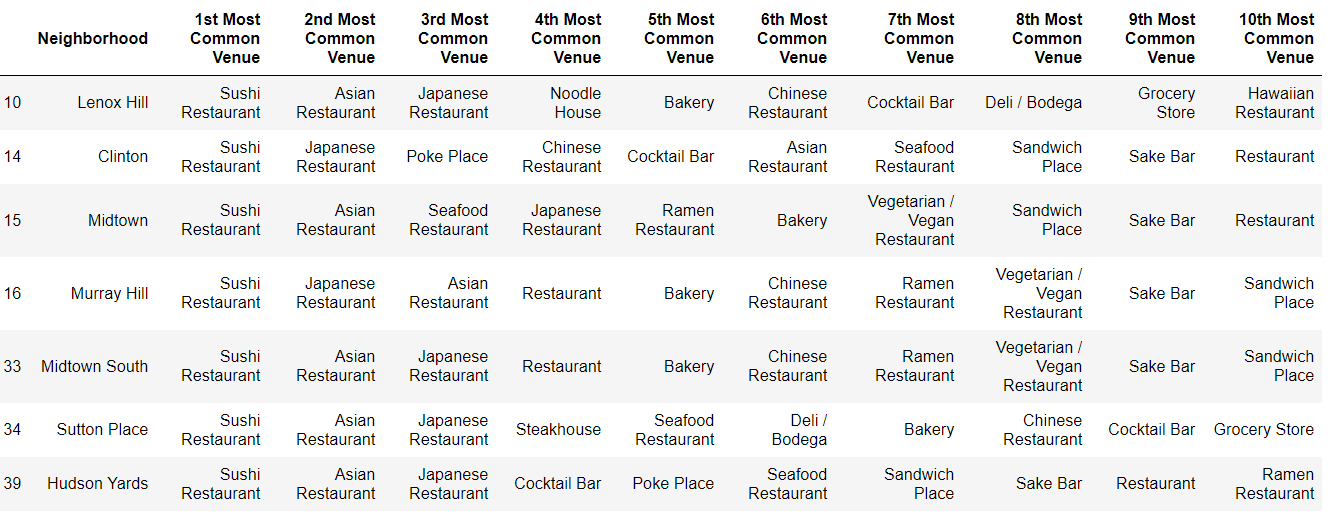 Neighborhood 1st Most Common Venue 2nd Most Common Venue 3rd Most Common Venue 4th Most Common Venue 5th Most Common Venue 6th Most Common Venue 7th Most Common Venue 8th Most Common Venue 9th Most Common Venue 10th Most Common Venue
10 Lenox Hill Sushi Restaurant Asian Restaurant Japanese Restaurant Noodle House Bakery Chinese Restaurant Cocktail Bar Deli / Bodega Grocery Store Hawaiian Restaurant
14 Clinton Sushi Restaurant Japanese Restaurant Poke Place Chinese Restaurant Cocktail Bar Asian Restaurant Seafood Restaurant Sandwich Place Sake Bar Restaurant
15 Midtown Sushi Restaurant Asian Restaurant Seafood Restaurant Japanese Restaurant Ramen Restaurant Bakery Vegetarian / Vegan Restaurant Sandwich Place Sake Bar Restaurant
16 Murray Hill Sushi Restaurant Japanese Restaurant Asian Restaurant Restaurant Bakery Chinese Restaurant Ramen Restaurant Vegetarian / Vegan Restaurant Sake Bar Sandwich Place
33 Midtown South Sushi Restaurant Asian Restaurant Japanese Restaurant Restaurant Bakery Chinese Restaurant Ramen Restaurant Vegetarian / Vegan Restaurant Sake Bar Sandwich Place
34 Sutton Place Sushi Restaurant Asian Restaurant Japanese Restaurant Steakhouse Seafood Restaurant Deli / Bodega Bakery Chinese Restaurant Cocktail Bar Grocery Store
39 Hudson Yards Sushi Restaurant Asian Restaurant Japanese Restaurant Cocktail Bar Poke Place Seafood Restaurant Sandwich Place Sake Bar Restaurant Ramen Restaurant